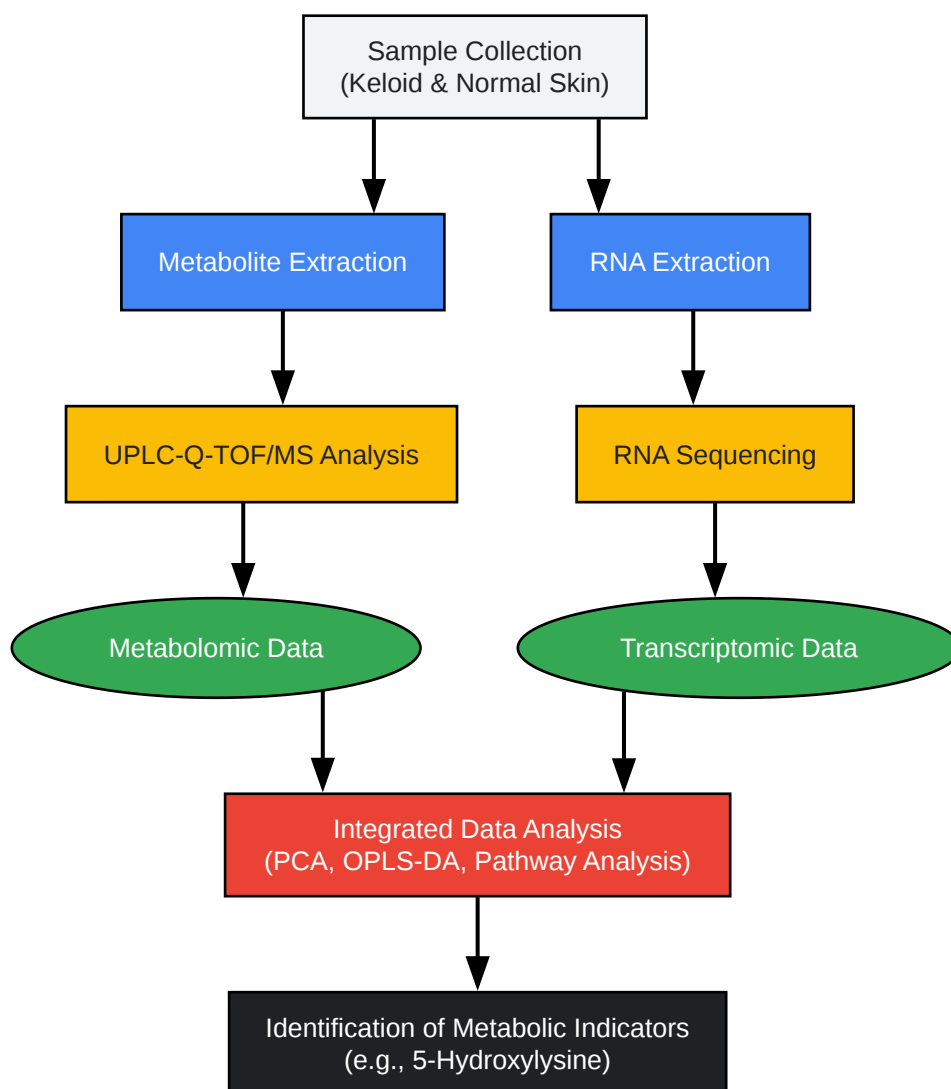 Sample Collection
(Keloid & Normal Skin)
Metabolite Extraction
RNA Extraction
UPLC-Q-TOF/MS Analysis
RNA Sequencing
Metabolomic Data
Transcriptomic Data
Integrated Data Analysis
(PCA, OPLS-DA, Pathway Analysis)
Identification of Metabolic Indicators
(e.g., 5-Hydroxylysine)